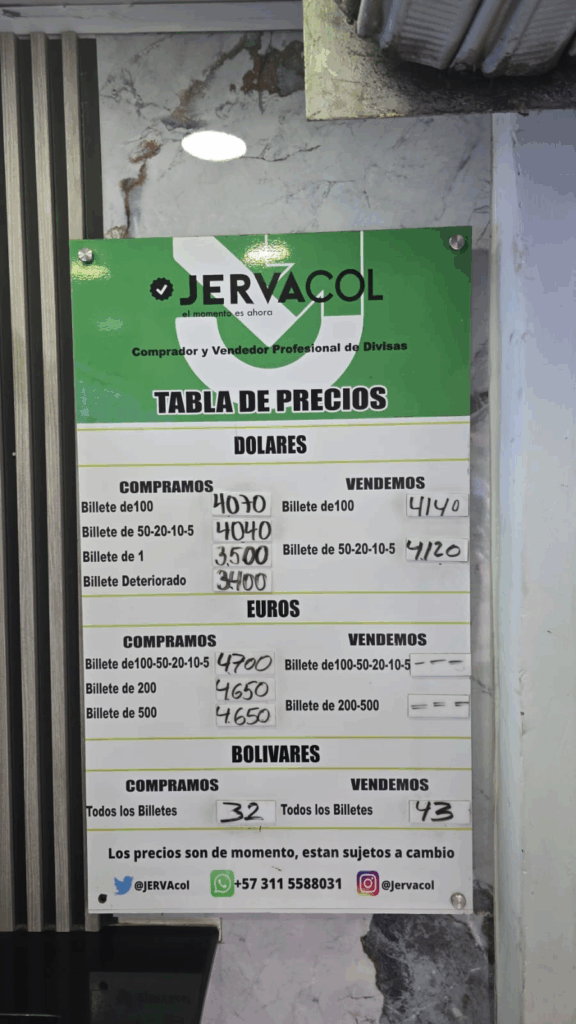 JERVACOL
el momento es ahora
Comprador y Vendedor Profesional de Divisas
TABLA DE PRECIOS
DOLARES
COMPRAMOS
Billete de100 4070
Billete de 50-20-10-5 4040
Billete de 1 3,500
Billete Deteriorado 3400
VENDEMOS
Billete de100 4140
Billete de 50-20-10-5 4120
EUROS
COMPRAMOS
Billete de100-50-20-10-5 4700
Billete de 200 4650
Billete de 500 4.650
VENDEMOS
Billete de100-50-20-10-5 ---
Billete de 200-500 ---
BOLIVARES
COMPRAMOS
Todos los Billetes 32
VENDEMOS
Todos los Billetes 43
Los precios son de momento, estan sujetos a cambio
@JERVAcol +57 311 5588031 @Jervacol